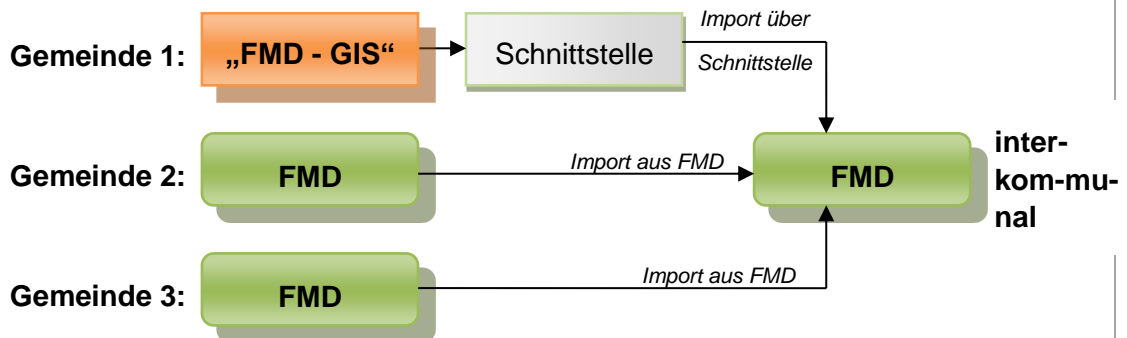 Import über
Gemeinde 1: „FMD - GIS“ Schnittstelle
Schnittstelle
inter-
Gemeinde 2: FMD Import aus FMD FMD kom-mu-
nal
Gemeinde 3: FMD Import aus FMD